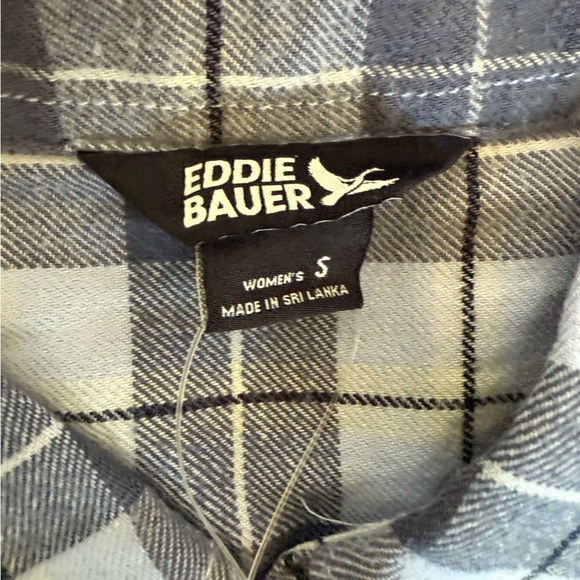 EDDIE
BAUER
WOMEN'S S
MADE IN SRI LANKA